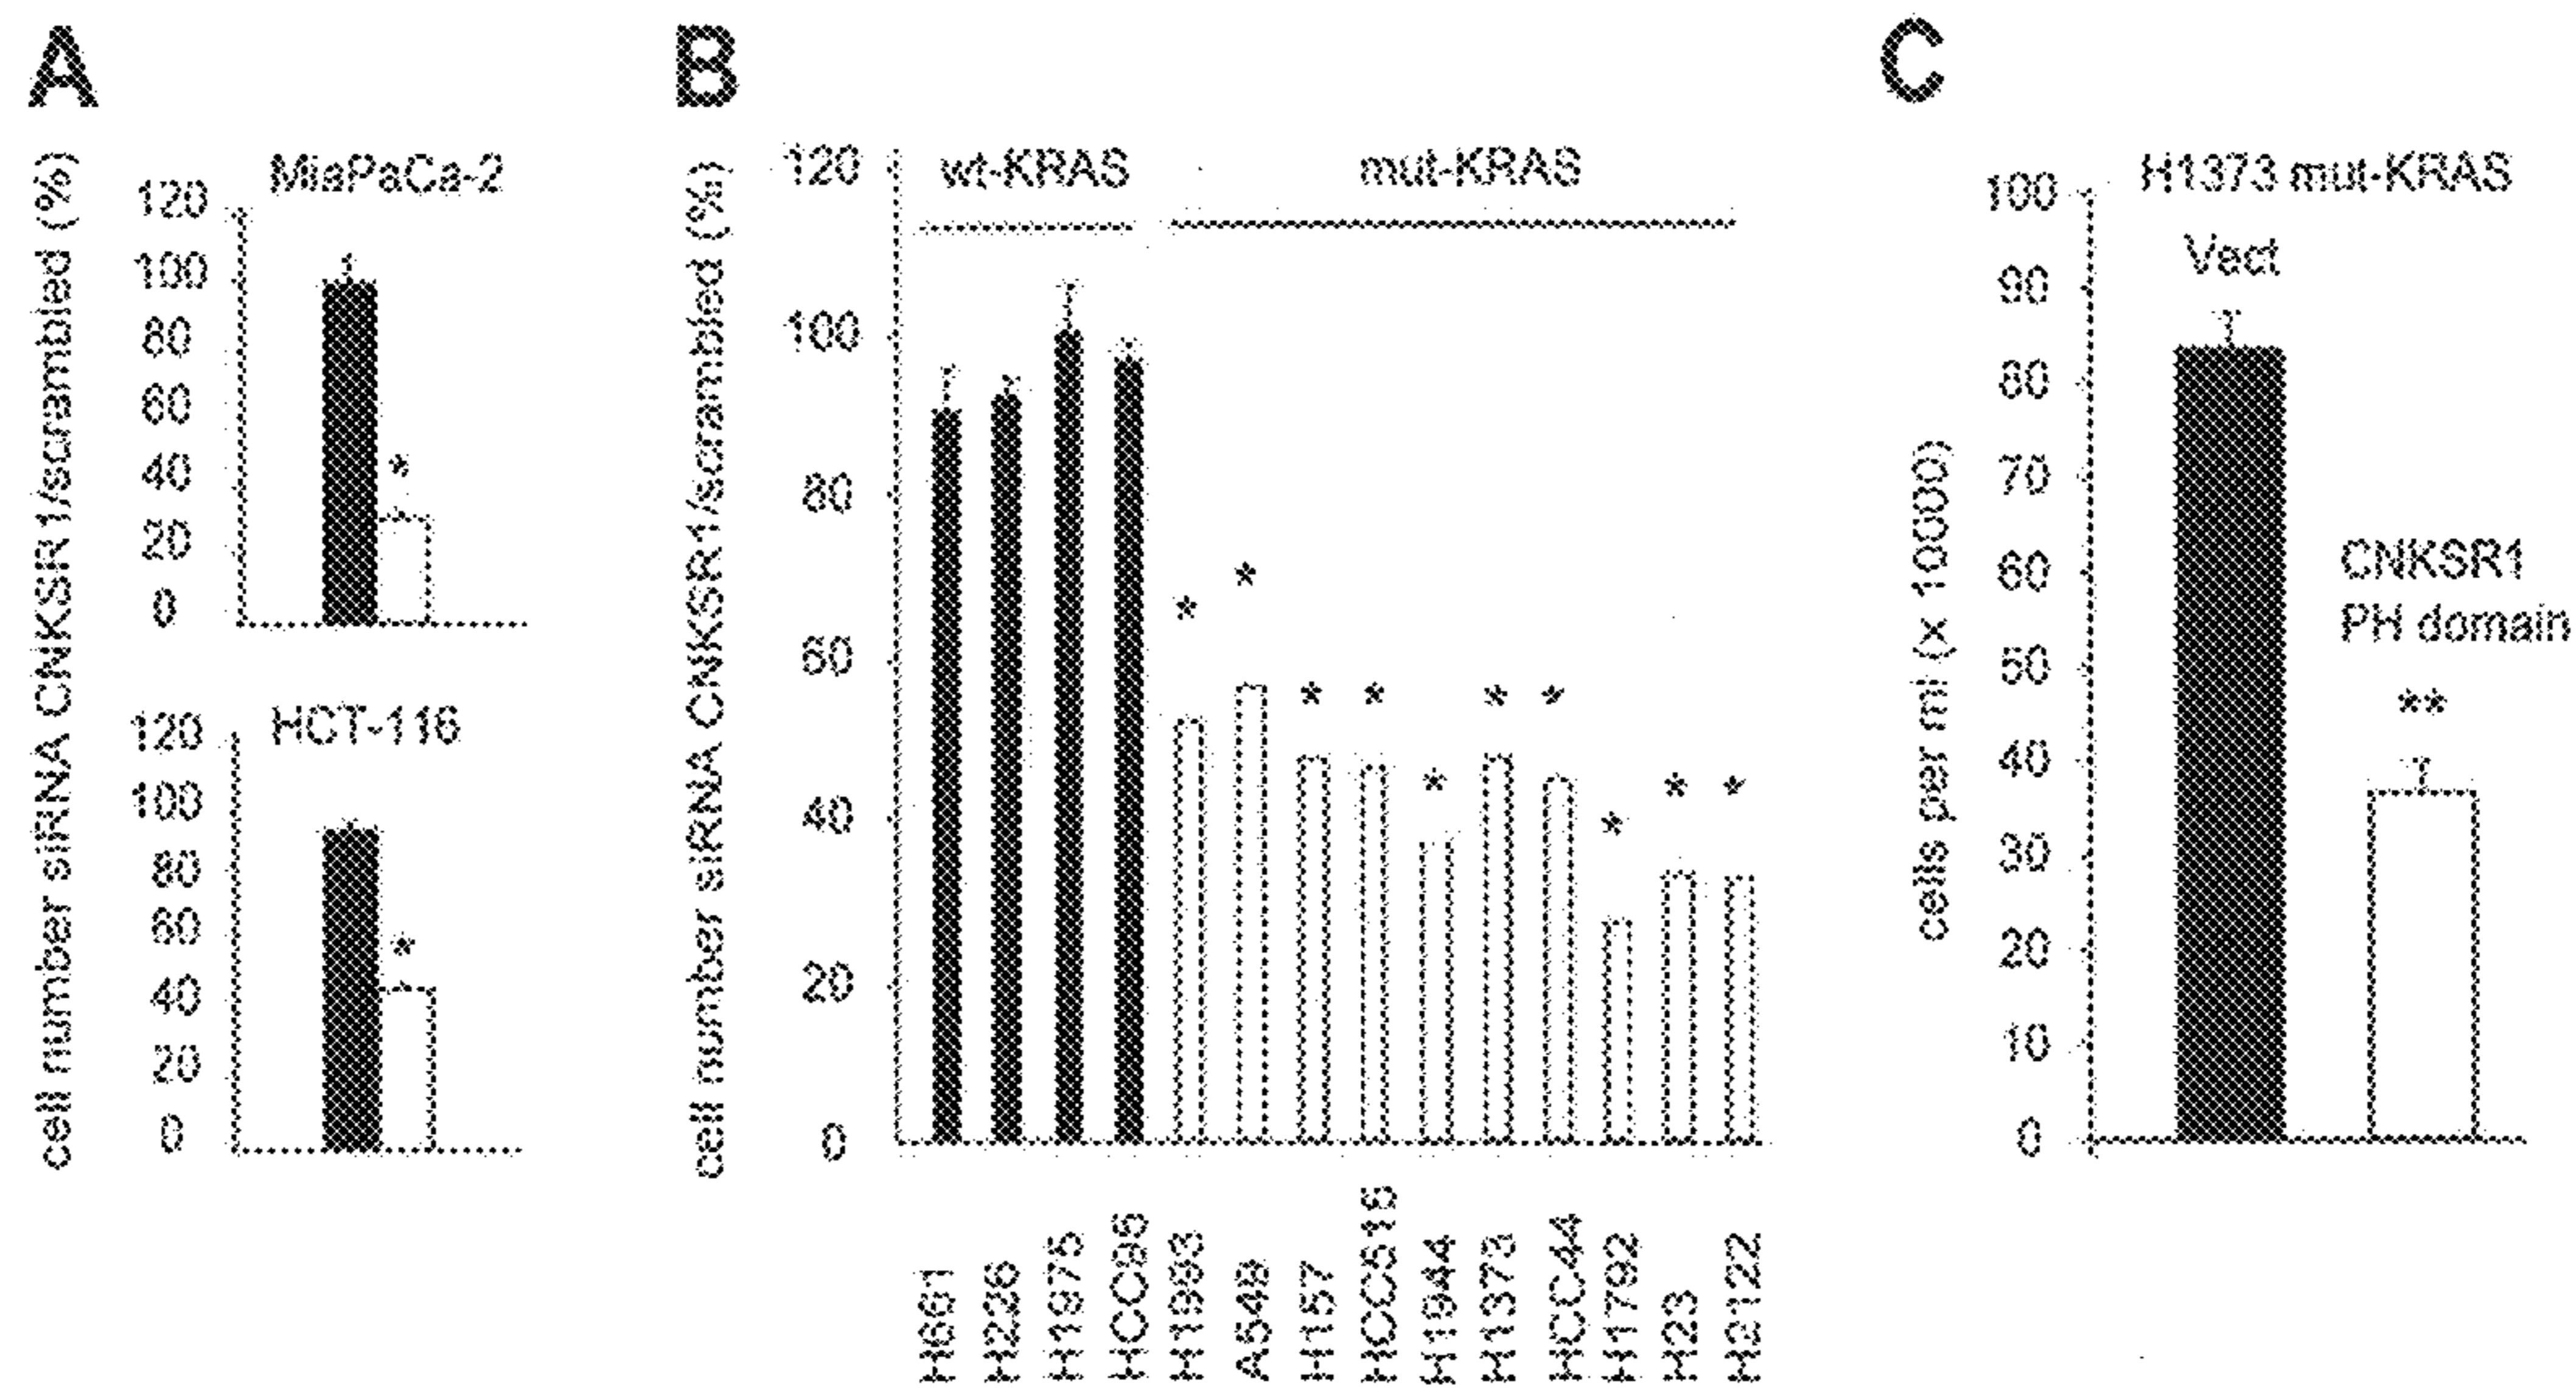 A
cell number siRNA CNKSR1/scrambled (%)
MiaPaCa-2
120
100
80
60
40
*
20
0
HCT-116
120
100
80
60
*
40
20
0
B
cell number siRNA CNKSR1/scrambled (%)
wt-KRAS
mut-KRAS
120
100
80
60
40
20
0
* * * * * * * * * *
H661
H226
H1975
HCC95
A549
H157
HCC515
H1944
H1373
HCC44
H1792
H23
H2122
C
cells per ml (x 10000)
H1373 mut-KRAS
Vect
CNKSR1
PH domain
**
100
90
80
70
60
50
40
30
20
10
0